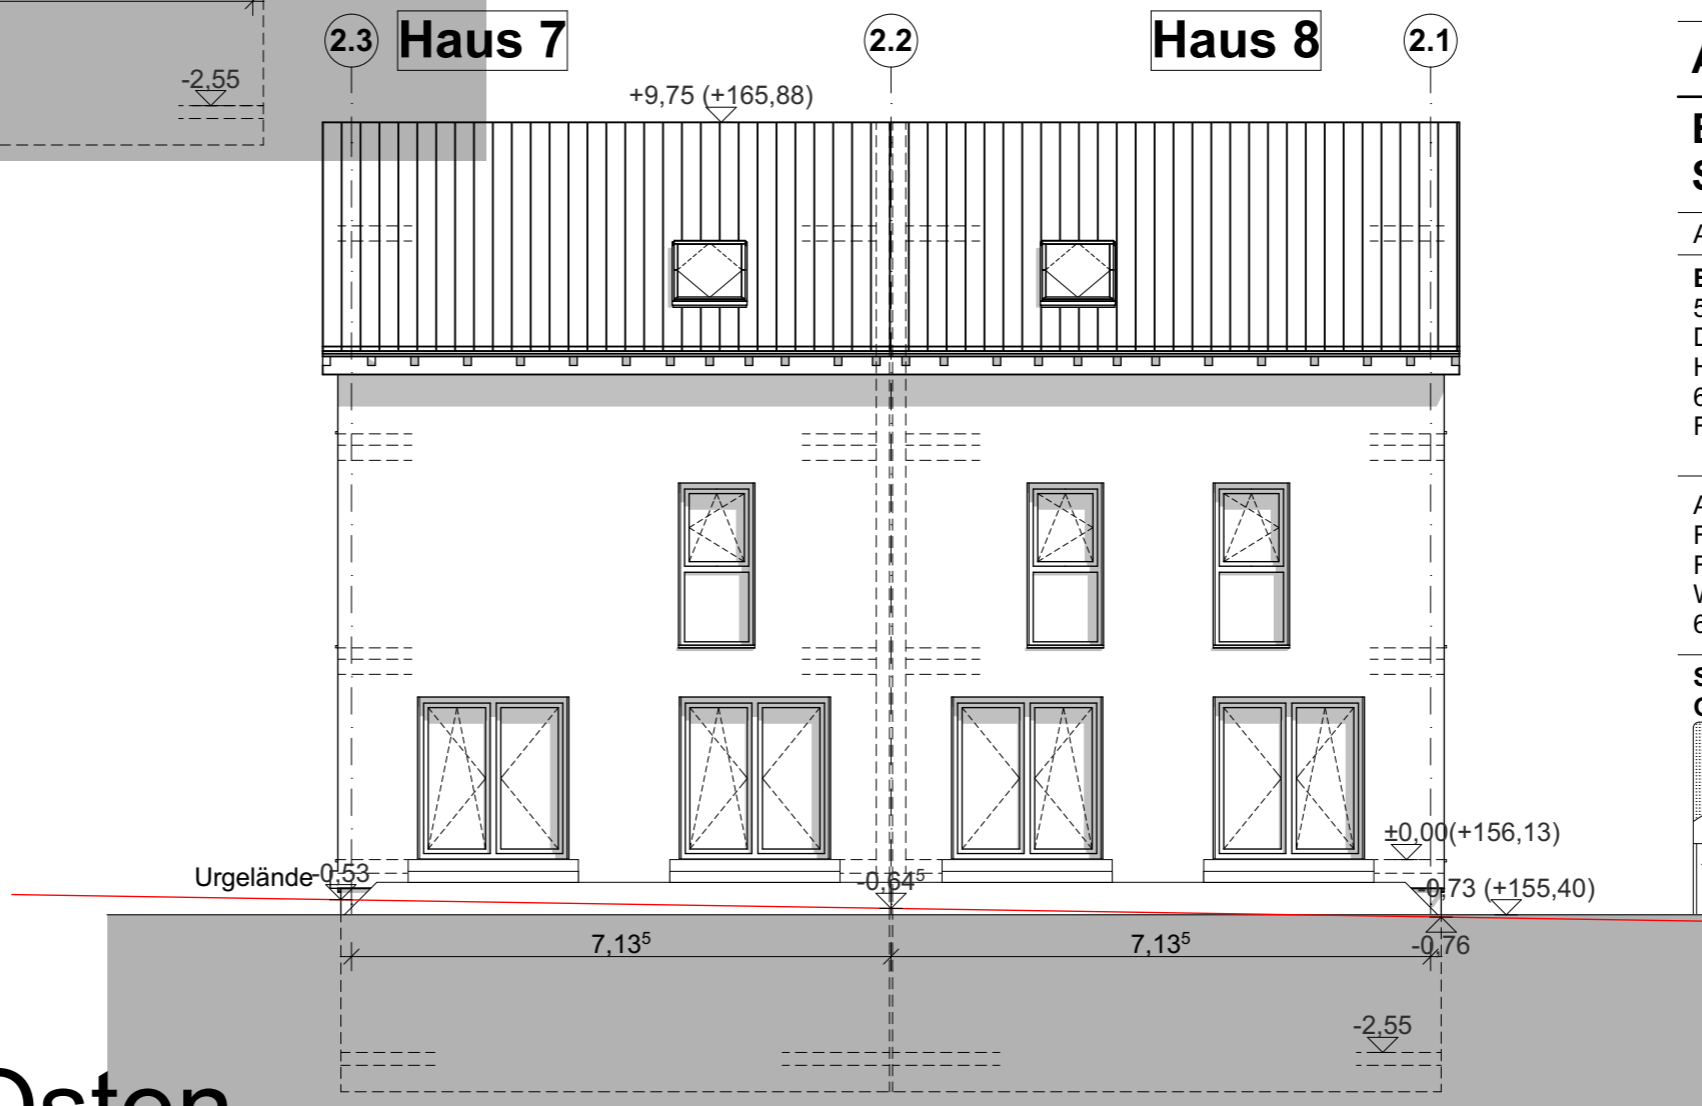 2.3 Haus 7 2.2 Haus 8 2.1
-2,55
+9,75 (+165,88)
±0,00(+156,13)
Urgelände -0,53
-0,64⁵
-0,73 (+155,40)
7,13⁵ 7,13⁵
-0,76
-2,55
Osten